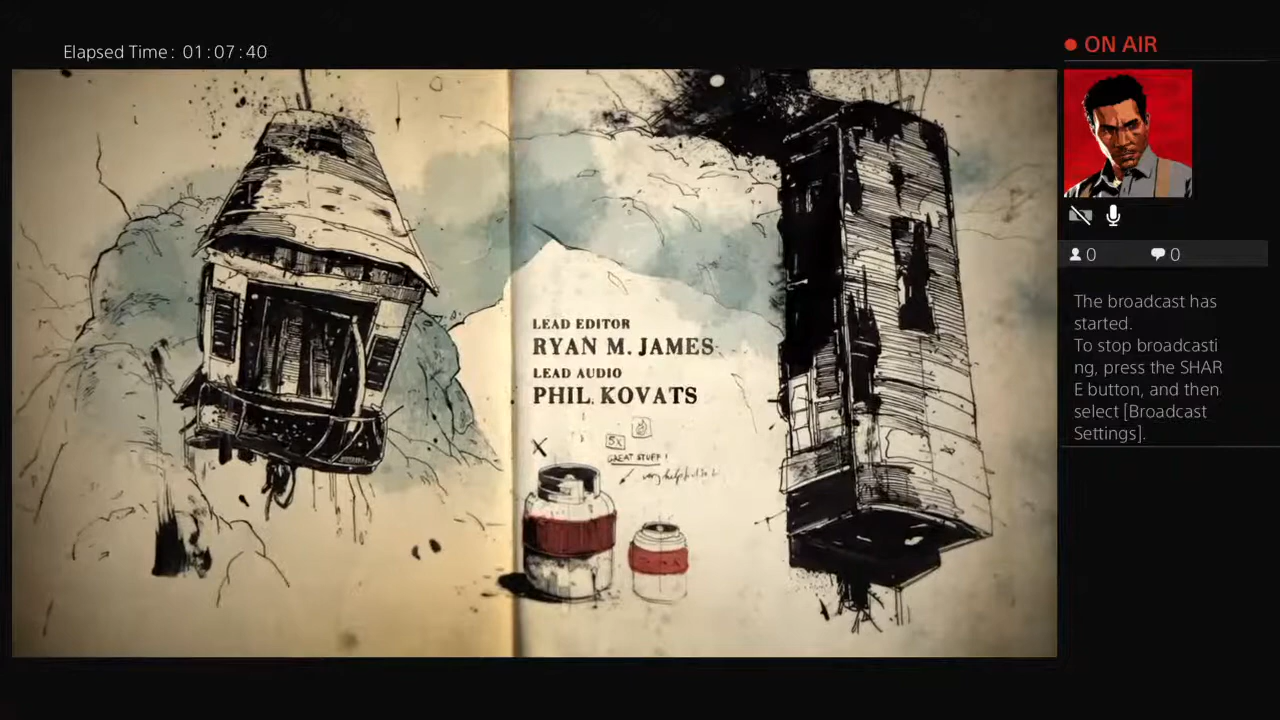 Elapsed Time: 01:07:40
ON AIR
0
0
The broadcast has
started.
To stop broadcasti
ng, press the SHAR
E button, and then
select [Broadcast
Settings].
LEAD EDITOR
RYAN M. JAMES
LEAD AUDIO
PHIL KOVATS
X
5x
GREAT STUFF!